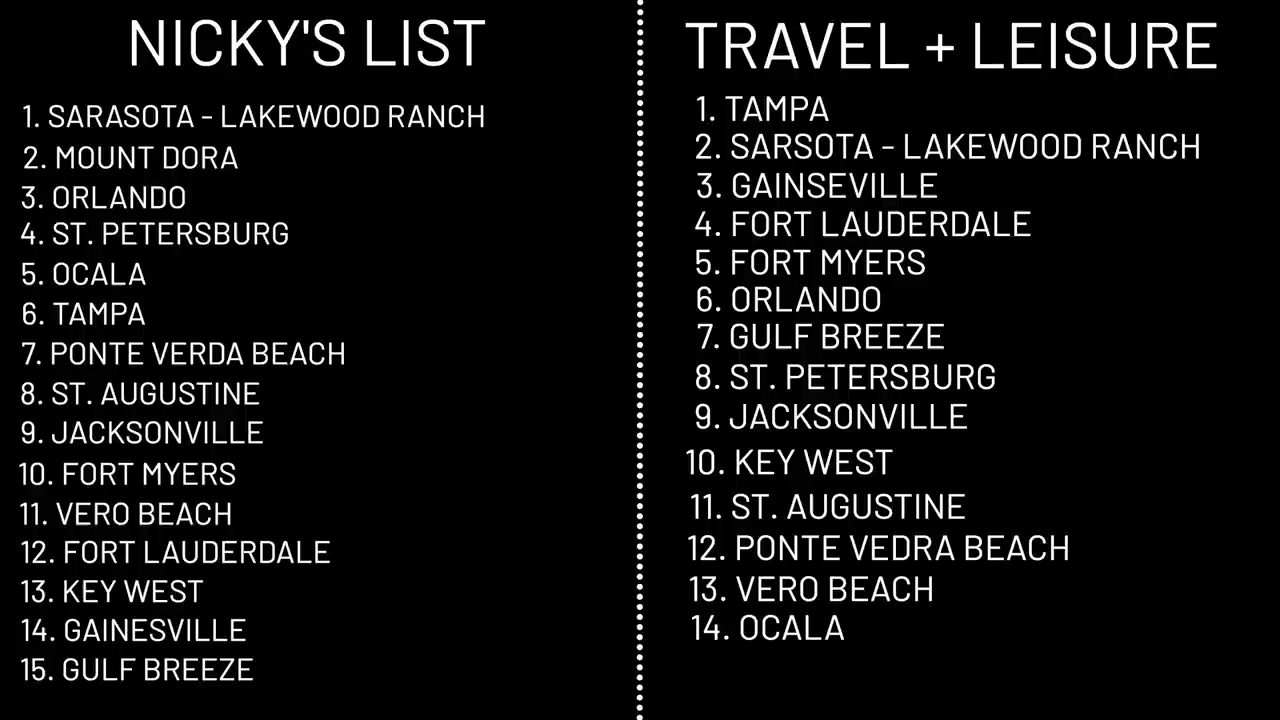 NICKY'S LIST
1. SARASOTA - LAKEWOOD RANCH
2. MOUNT DORA
3. ORLANDO
4. ST. PETERSBURG
5. OCALA
6. TAMPA
7. PONTE VERDA BEACH
8. ST. AUGUSTINE
9. JACKSONVILLE
10. FORT MYERS
11. VERO BEACH
12. FORT LAUDERDALE
13. KEY WEST
14. GAINESVILLE
15. GULF BREEZE
TRAVEL + LEISURE
1. TAMPA
2. SARSOTA - LAKEWOOD RANCH
3. GAINSEVILLE
4. FORT LAUDERDALE
5. FORT MYERS
6. ORLANDO
7. GULF BREEZE
8. ST. PETERSBURG
9. JACKSONVILLE
10. KEY WEST
11. ST. AUGUSTINE
12. PONTE VEDRA BEACH
13. VERO BEACH
14. OCALA